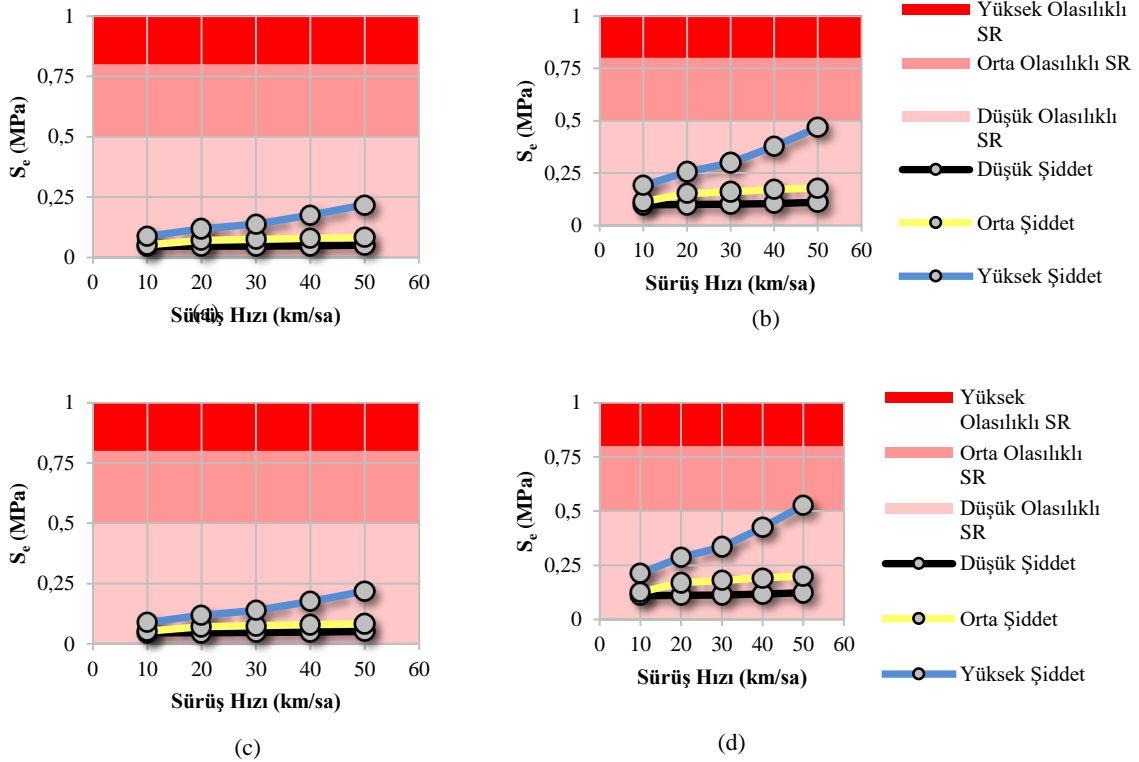 1
0,75
0,5
0,25
0
S_e (MPa)
0 10 20 30 40 50 60
Sürüş Hızı (km/sa)
(a)
1
0,75
0,5
0,25
0
S_e (MPa)
0 10 20 30 40 50 60
Sürüş Hızı (km/sa)
(b)
Yüksek Olasılıklı
SR
Orta Olasılıklı SR
Düşük Olasılıklı
SR
Düşük Şiddet
Orta Şiddet
Yüksek Şiddet
1
0,75
0,5
0,25
0
S_e (MPa)
0 10 20 30 40 50 60
Sürüş Hızı (km/sa)
(c)
1
0,75
0,5
0,25
0
S_e (MPa)
0 10 20 30 40 50 60
Sürüş Hızı (km/sa)
(d)
Yüksek
Olasılıklı SR
Orta Olasılıklı
SR
Düşük Olasılıklı
SR
Düşük Şiddet
Orta Şiddet
Yüksek Şiddet